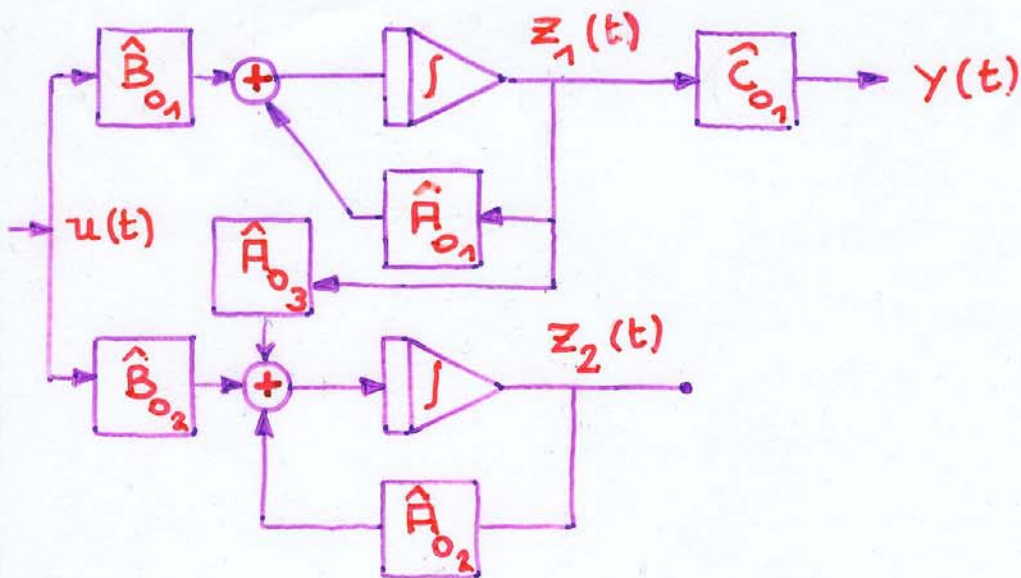 z₁(t)
B̂₀₁ + ∫ Ĉ₀₁ y(t)
Â₀₁
u(t)
Â₀₃
z₂(t)
B̂₀₂ + ∫
Â₀₂